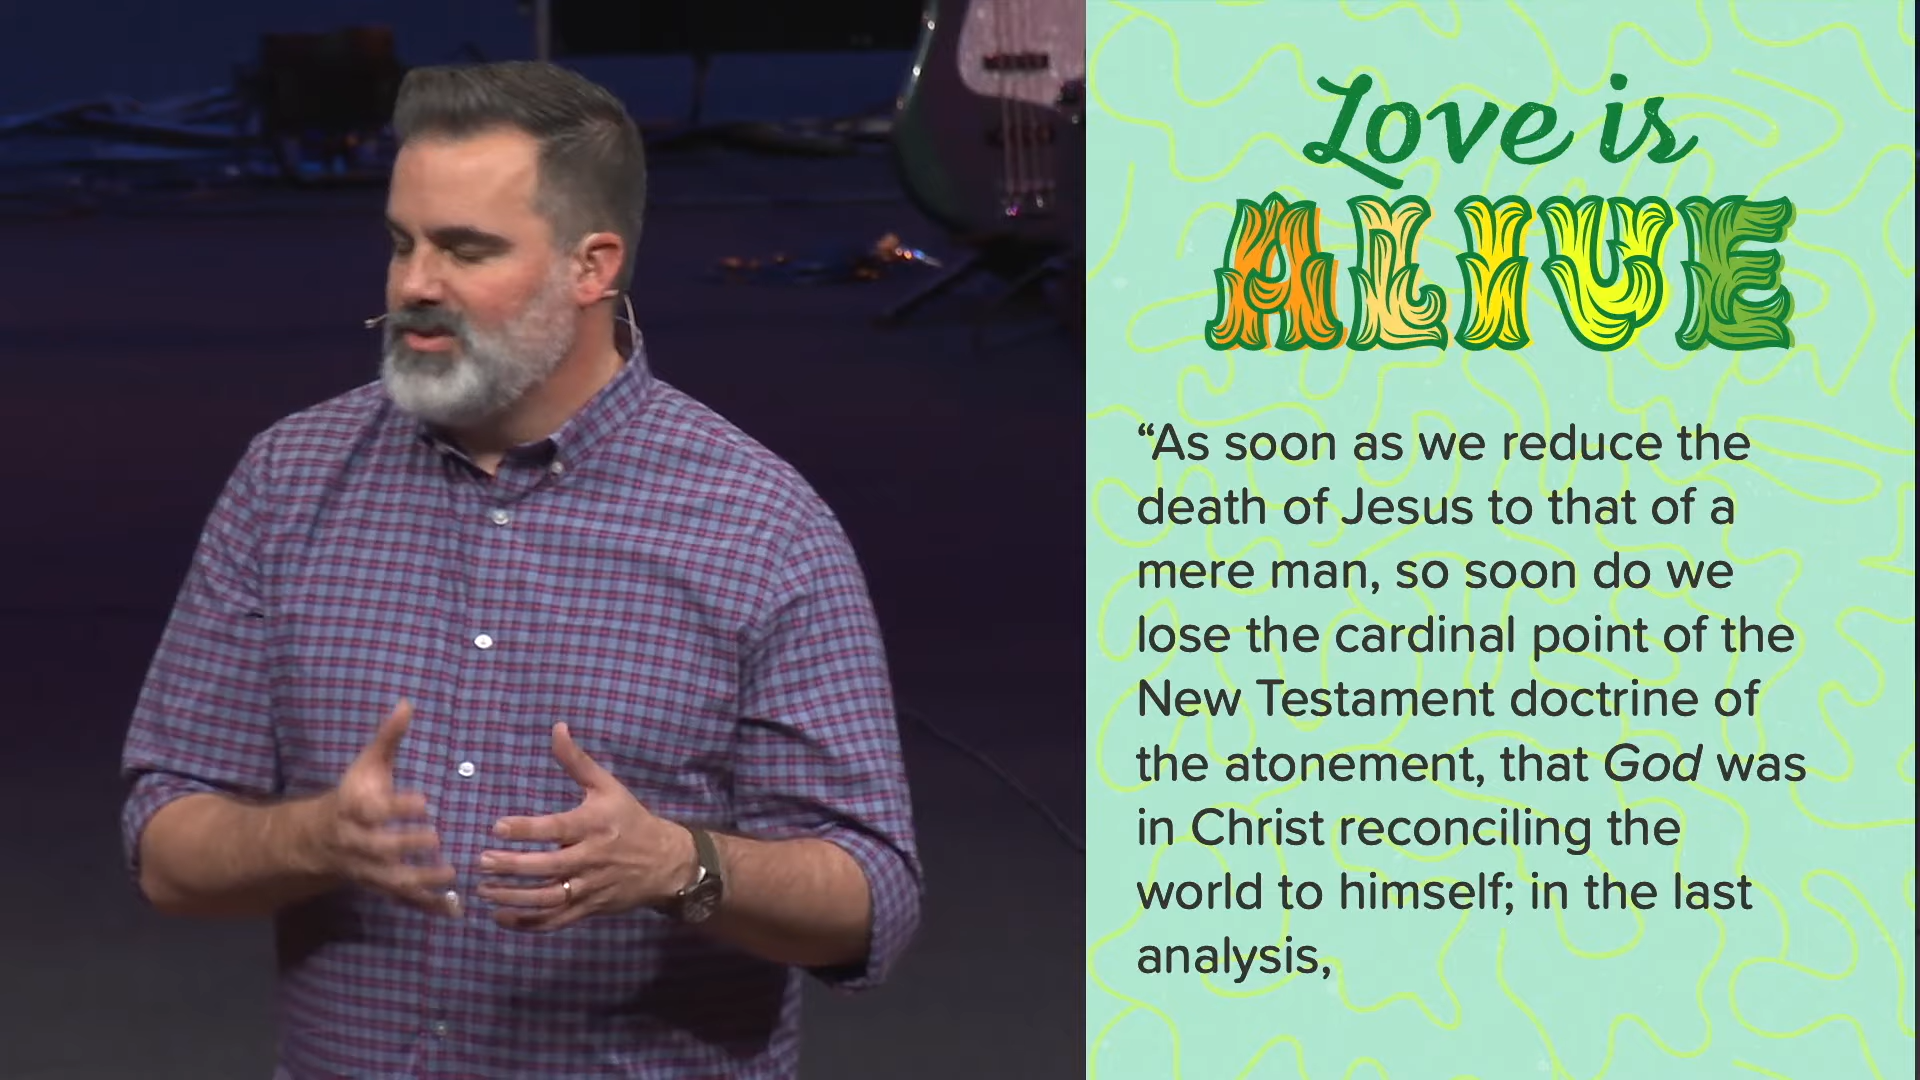 Love is
ALIVE
“As soon as we reduce the
death of Jesus to that of a
mere man, so soon do we
lose the cardinal point of the
New Testament doctrine of
the atonement, that God was
in Christ reconciling the
world to himself; in the last
analysis,